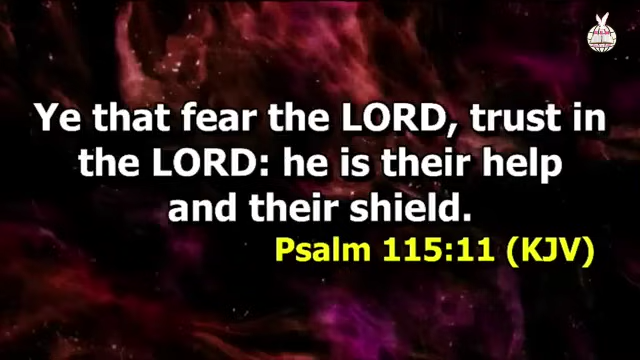 Ye that fear the LORD, trust in
the LORD: he is their help
and their shield.
Psalm 115:11 (KJV)